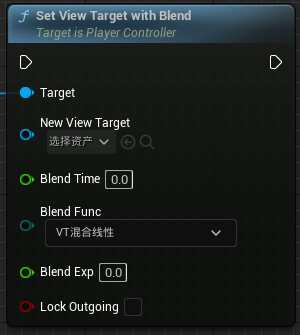 f Set View Target with Blend
Target is Player Controller
Target
New View Target
选择资产
Blend Time 0.0
Blend Func
VT混合线性
Blend Exp 0.0
Lock Outgoing